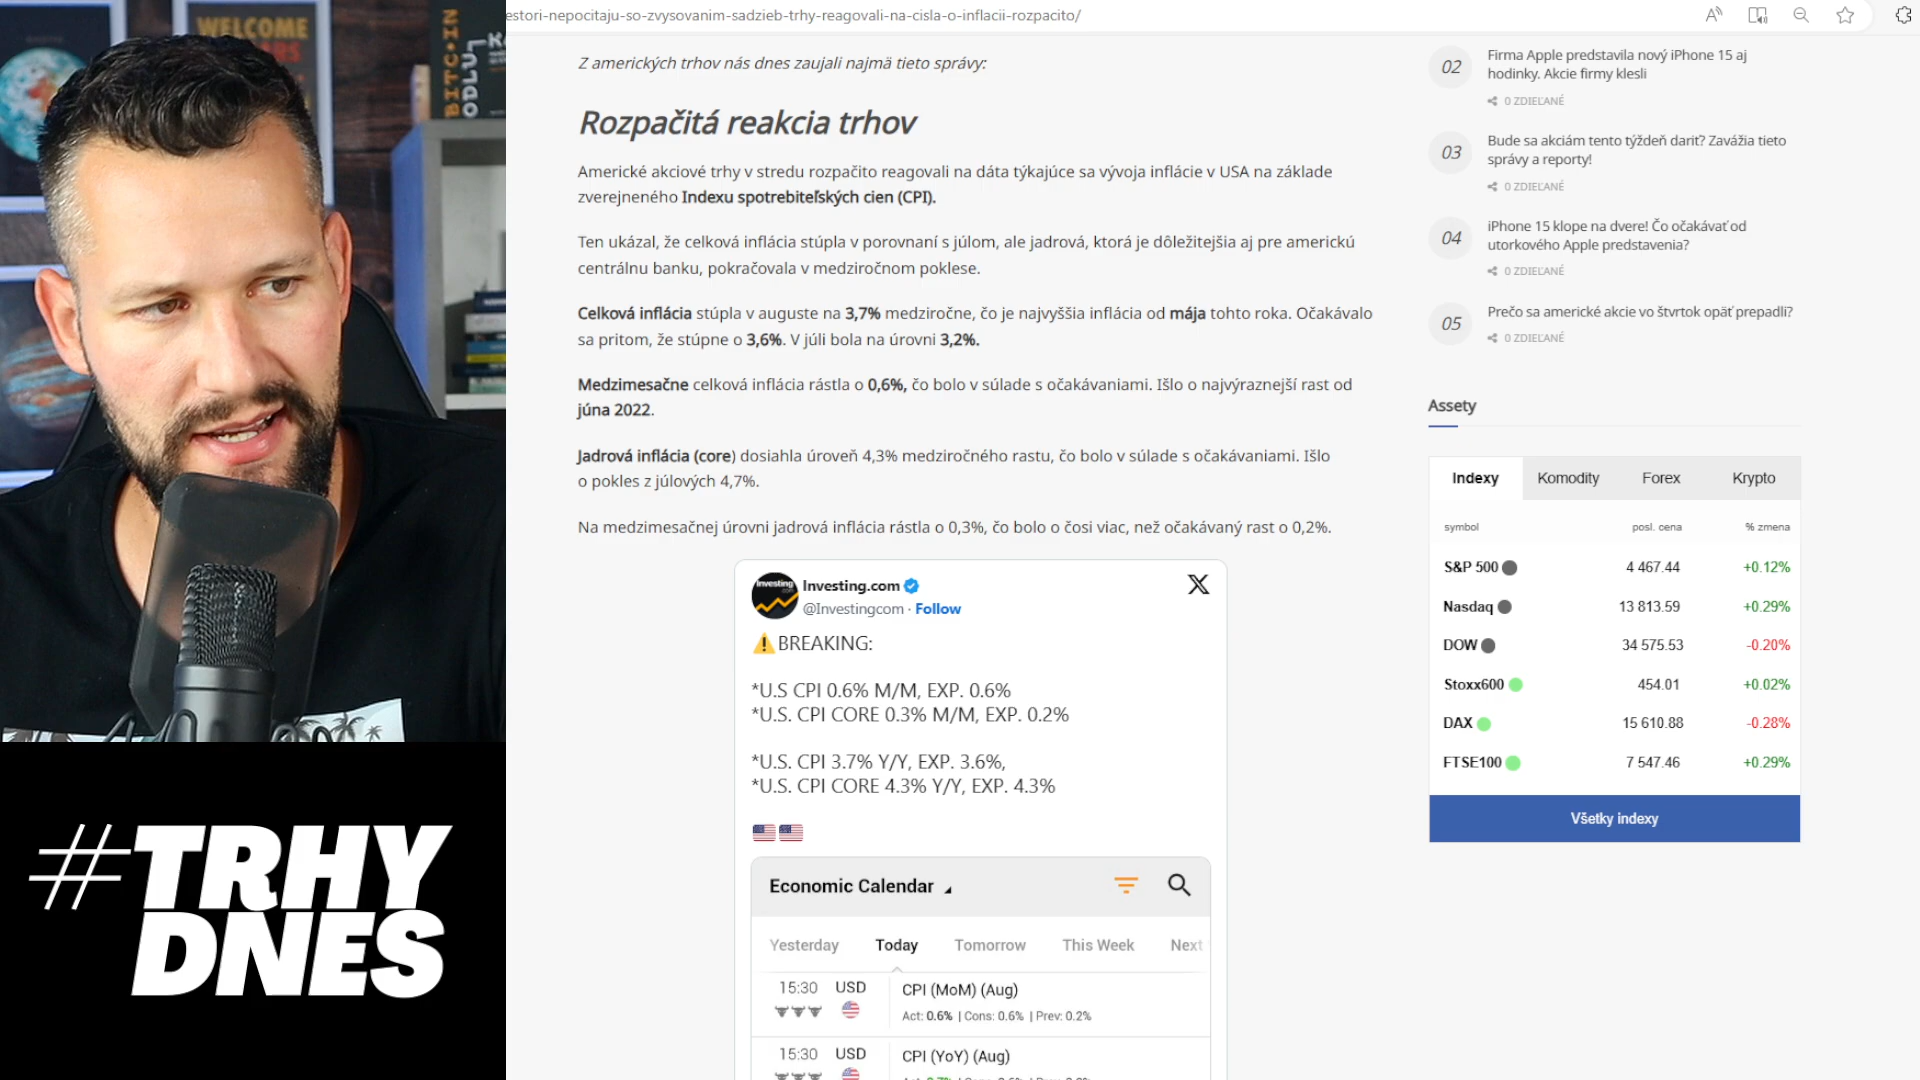 WELCOME
BITC•IN
ODLU
estori-nepocitaju-so-zvysovanim-sadzieb-trhy-reagovali-na-cisla-o-inflacii-rozpacito/
Z amerických trhov nás dnes zaujali najmä tieto správy:
Rozpačitá reakcia trhov
Americké akciové trhy v stredu rozpačito reagovali na dáta týkajúce sa vývoja inflácie v USA na základe
zverejneného Indexu spotrebiteľských cien (CPI).
Ten ukázal, že celková inflácia stúpla v porovnaní s júlom, ale jadrová, ktorá je dôležitejšia aj pre americkú
centrálnu banku, pokračovala v medziročnom poklese.
Celková inflácia stúpla v auguste na 3,7% medziročne, čo je najvyššia inflácia od mája tohto roka. Očakávalo
sa pritom, že stúpne o 3,6%. V júli bola na úrovni 3,2%.
Medzimesačne celková inflácia rástla o 0,6%, čo bolo v súlade s očakávaniami. Išlo o najvýraznejší rast od
júna 2022.
Jadrová inflácia (core) dosiahla úroveň 4,3% medziročného rastu, čo bolo v súlade s očakávaniami. Išlo
o pokles z júlových 4,7%.
Na medzimesačnej úrovni jadrová inflácia rástla o 0,3%, čo bolo o čosi viac, než očakávaný rast o 0,2%.
Investing.com
@Investingcom · Follow
BREAKING:
*U.S CPI 0.6% M/M, EXP. 0.6%
*U.S. CPI CORE 0.3% M/M, EXP. 0.2%
*U.S. CPI 3.7% Y/Y, EXP. 3.6%,
*U.S. CPI CORE 4.3% Y/Y, EXP. 4.3%
Economic Calendar
Yesterday Today Tomorrow This Week Next
15:30 USD CPI (MoM) (Aug)
Act: 0.6% | Cons: 0.6% | Prev: 0.2%
15:30 USD CPI (YoY) (Aug)
02 Firma Apple predstavila nový iPhone 15 aj
hodinky. Akcie firmy klesli
0 ZDIEĽANÉ
03 Bude sa akciám tento týždeň dariť? Zavážia tieto
správy a reporty!
0 ZDIEĽANÉ
04 iPhone 15 klope na dvere! Čo očakávať od
utorkového Apple predstavenia?
0 ZDIEĽANÉ
05 Prečo sa americké akcie vo štvrtok opäť prepadli?
0 ZDIEĽANÉ
Assety
Indexy Komodity Forex Krypto
symbol posl. cena % zmena
S&P 500 4 467.44 +0.12%
Nasdaq 13 813.59 +0.29%
DOW 34 575.53 -0.20%
Stoxx600 454.01 +0.02%
DAX 15 610.88 -0.28%
FTSE100 7 547.46 +0.29%
Všetky indexy
#TRHY
DNES